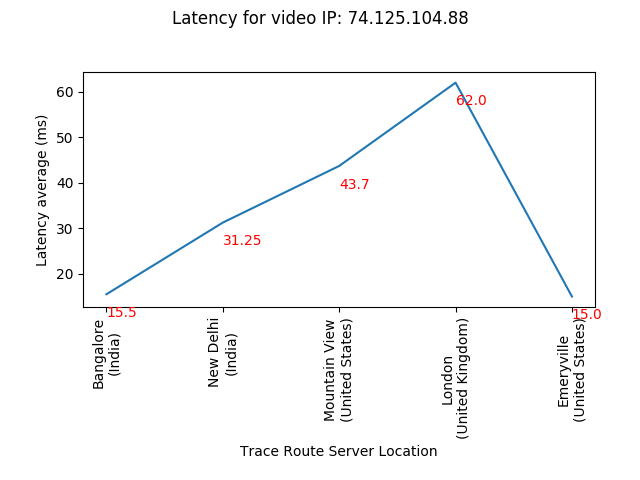 Latency for video IP: 74.125.104.88
Latency average (ms)
60
50
40
30
20
15.5
31.25
43.7
62.0
15.0
Bangalore
(India)
New Delhi
(India)
Mountain View
(United States)
London
(United Kingdom)
Emeryville
(United States)
Trace Route Server Location